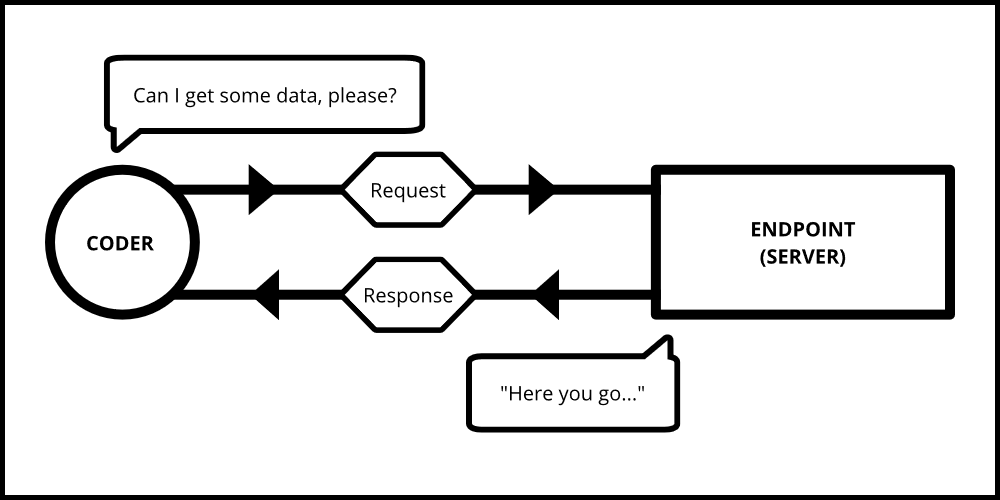 Can I get some data, please?
Request
CODER
ENDPOINT
(SERVER)
Response
"Here you go..."